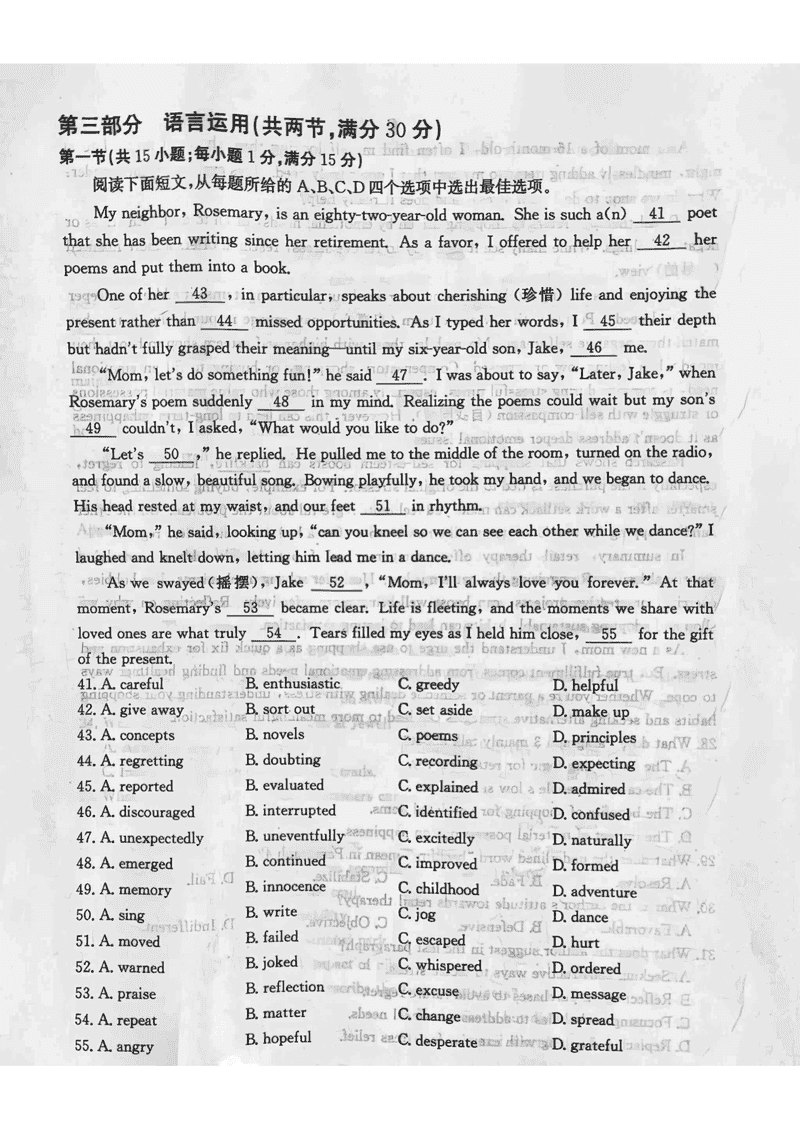 第三部分 语言运用(共两节,满分30分)
第一节(共15小题;每小题1分,满分15分)
阅读下面短文,从每题所给的A、B、C、D四个选项中选出最佳选项。
My neighbor, Rosemary, is an eighty-two-year-old woman. She is such a(n) 41 poet
that she has been writing since her retirement. As a favor, I offered to help her 42 her
poems and put them into a book.
One of her 43 , in particular, speaks about cherishing (珍惜) life and enjoying the
present rather than 44 missed opportunities. As I typed her words, I 45 their depth
but hadn't fully grasped their meaning—until my six-year-old son, Jake, 46 me.
"Mom, let's do something fun!" he said 47 . I was about to say, "Later, Jake," when
Rosemary's poem suddenly 48 in my mind. Realizing the poems could wait but my son's
49 couldn't, I asked, "What would you like to do?"
"Let's 50 ," he replied. He pulled me to the middle of the room, turned on the radio,
and found a slow, beautiful song. Bowing playfully, he took my hand, and we began to dance.
His head rested at my waist, and our feet 51 in rhythm.
"Mom," he said, looking up, "can you kneel so we can see each other while we dance?" I
laughed and knelt down, letting him lead me in a dance.
As we swayed (摇摆), Jake 52 , "Mom, I'll always love you forever." At that
moment, Rosemary's 53 became clear. Life is fleeting, and the moments we share with
loved ones are what truly 54 . Tears filled my eyes as I held him close, 55 for the gift
of the present.
41. A. careful B. enthusiastic C. greedy D. helpful
42. A. give away B. sort out C. set aside D. make up
43. A. concepts B. novels C. poems D. principles
44. A. regretting B. doubting C. recording D. expecting
45. A. reported B. evaluated C. explained D. admired
46. A. discouraged B. interrupted C. identified D. confused
47. A. unexpectedly B. uneventfully C. excitedly D. naturally
48. A. emerged B. continued C. improved D. formed
49. A. memory B. innocence C. childhood D. adventure
50. A. sing B. write C. jog D. dance
51. A. moved B. failed C. escaped D. hurt
52. A. warned B. joked C. whispered D. ordered
53. A. praise B. reflection C. excuse D. message
54. A. repeat B. matter C. change D. spread
55. A. angry B. hopeful C. desperate D. grateful